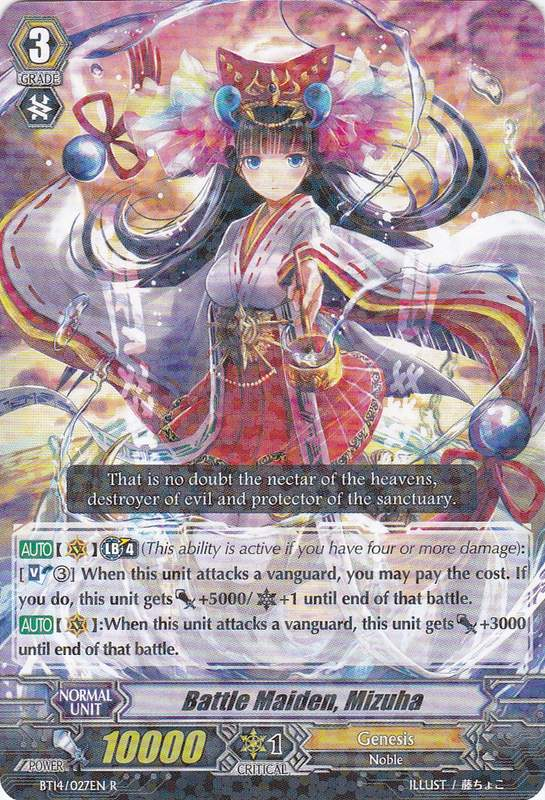 3
GRADE
That is no doubt the nectar of the heavens,
destroyer of evil and protector of the sanctuary.
AUTO【 】LB 4 (This ability is active if you have four or more damage):
[ V ③] When this unit attacks a vanguard, you may pay the cost. If
you do, this unit gets +5000/ +1 until end of that battle.
AUTO【 】:When this unit attacks a vanguard, this unit gets +3000
until end of that battle.
NORMAL
UNIT
Battle Maiden, Mizuha
POWER
10000
1
CRITICAL
Genesis
Noble
BT14/027EN R
ILLUST / 藤ちょこ